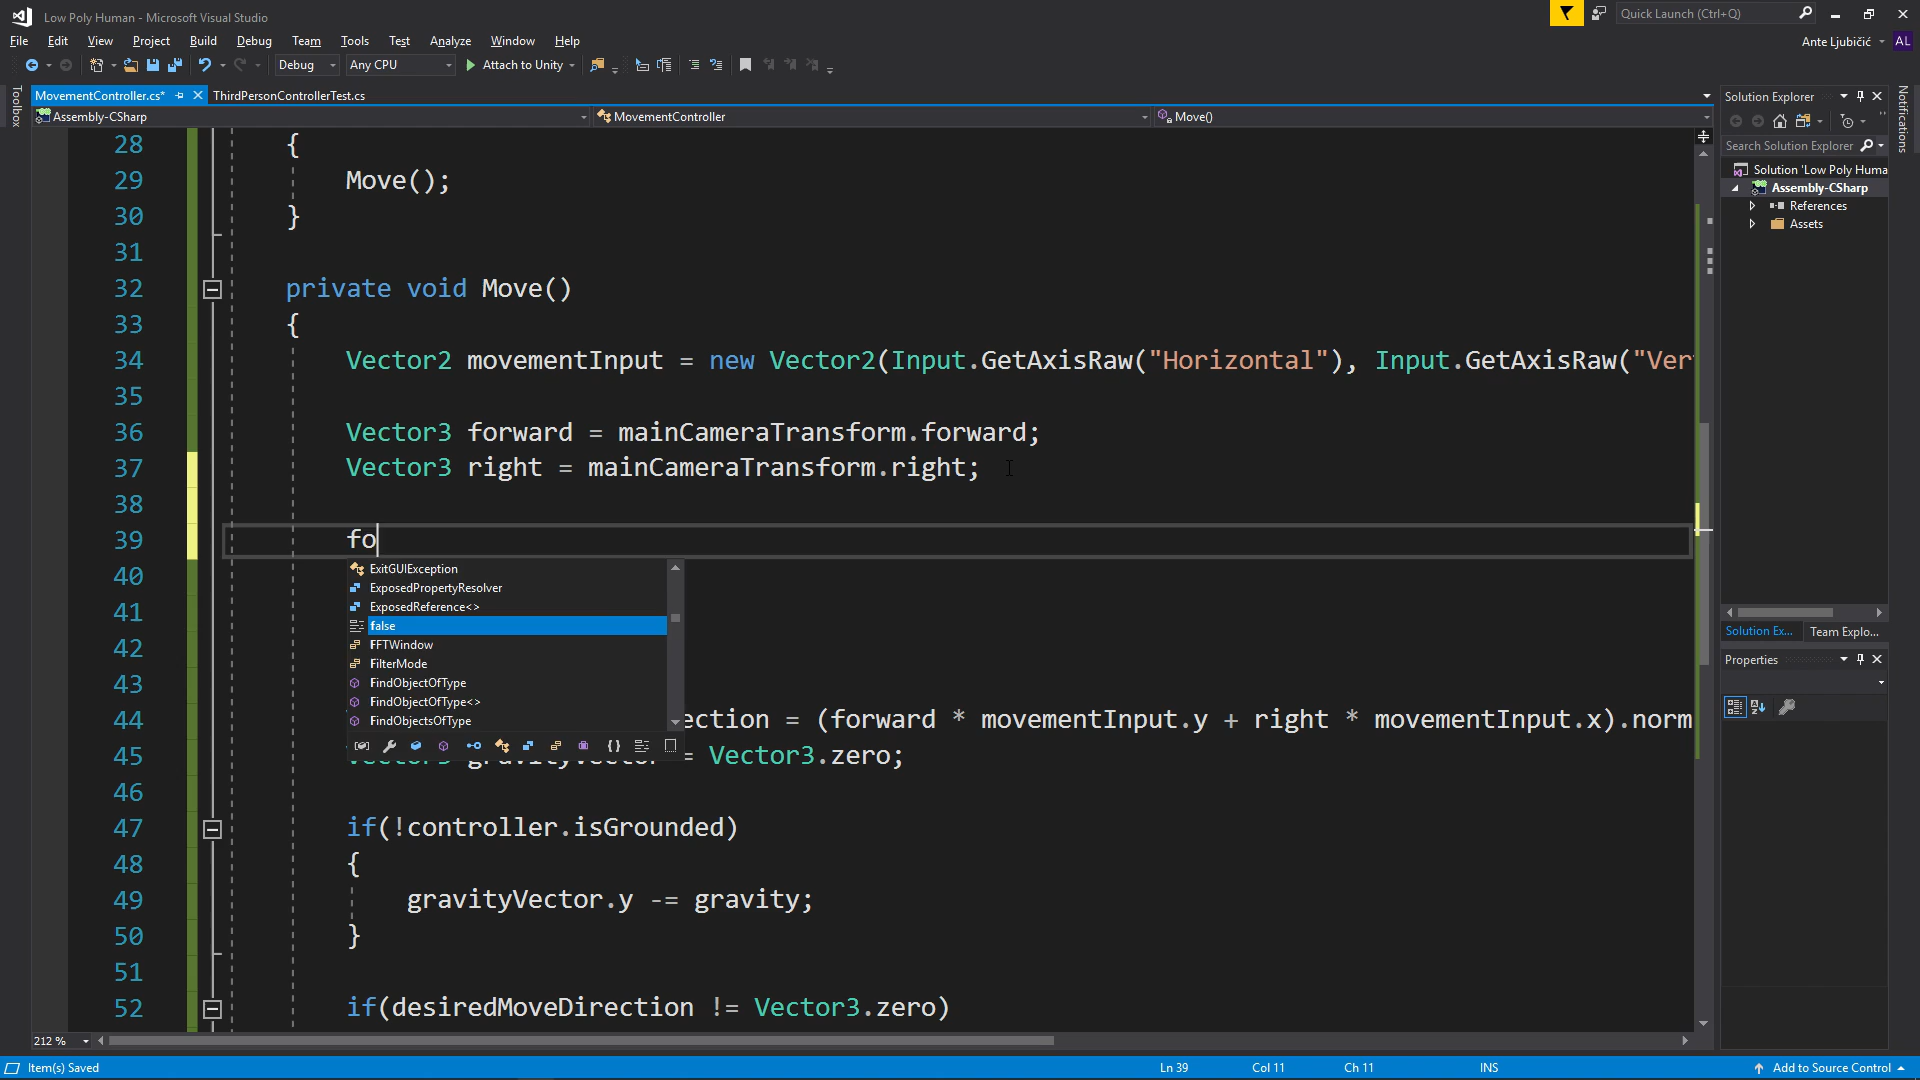 Low Poly Human - Microsoft Visual Studio
Quick Launch (Ctrl+Q)
File Edit View Project Build Debug Team Tools Test Analyze Window Help
Ante Ljubičić AL
Debug Any CPU Attach to Unity
Toolbox
MovementController.cs* ThirdPersonControllerTest.cs
Assembly-CSharp MovementController Move()
28 {
29 Move();
30 }
31
32 private void Move()
33 {
34 Vector2 movementInput = new Vector2(Input.GetAxisRaw("Horizontal"), Input.GetAxisRaw("Ver
35
36 Vector3 forward = mainCameraTransform.forward;
37 Vector3 right = mainCameraTransform.right;
38
39 fo
40
41
42
43
44 ection = (forward * movementInput.y + right * movementInput.x).norm
45 = Vector3.zero;
46
47 if(!controller.isGrounded)
48 {
49 gravityVector.y -= gravity;
50 }
51
52 if(desiredMoveDirection != Vector3.zero)
ExitGUIException
ExposedPropertyResolver
ExposedReference<>
false
FFTWindow
FilterMode
FindObjectOfType
FindObjectOfType<>
FindObjectsOfType
212 %
Solution Explorer
Search Solution Explorer
Solution 'Low Poly Huma
Assembly-CSharp
References
Assets
Solution Ex... Team Explo...
Properties
Notifications
Item(s) Saved Ln 39 Col 11 Ch 11 INS Add to Source Control